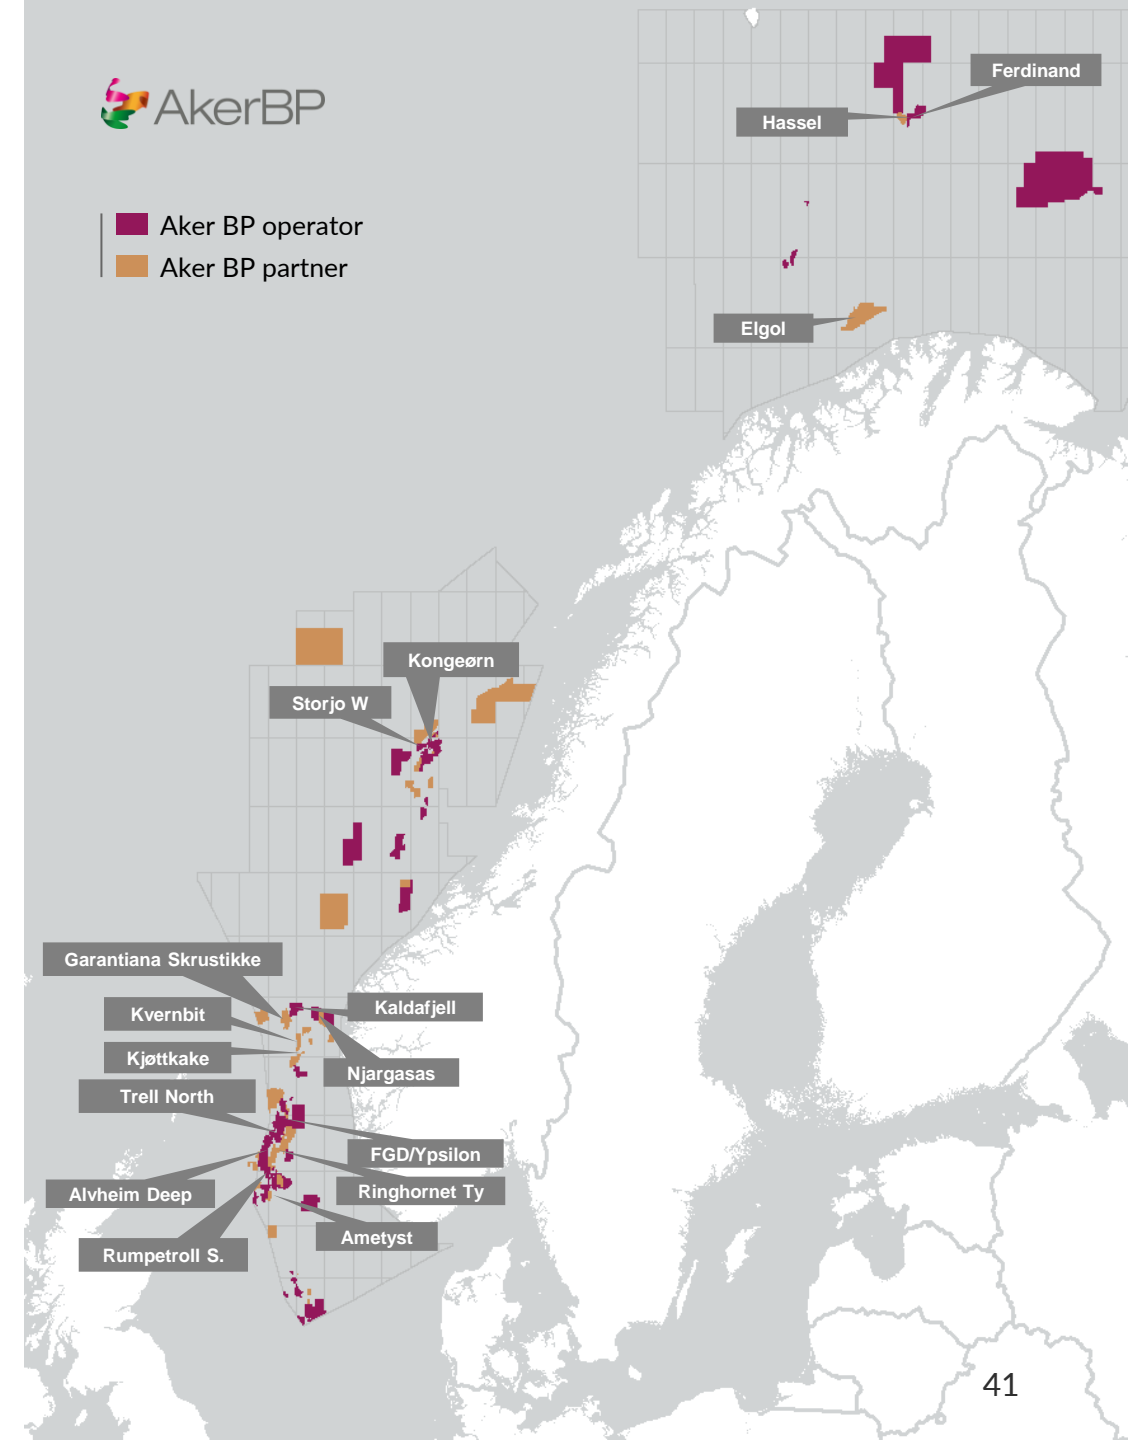 Ferdinand
AkerBP
Hassel
Aker BP operator
Aker BP partner
Elgol
Kongeørn
Storjo W
Garantiana Skrustikke
Kaldafjell
Kvernbit
Kjøttkake
Njargasas
Trell North
FGD/Ypsilon
Alvheim Deep
Ringhornet Ty
Ametyst
Rumpetroll S.
41